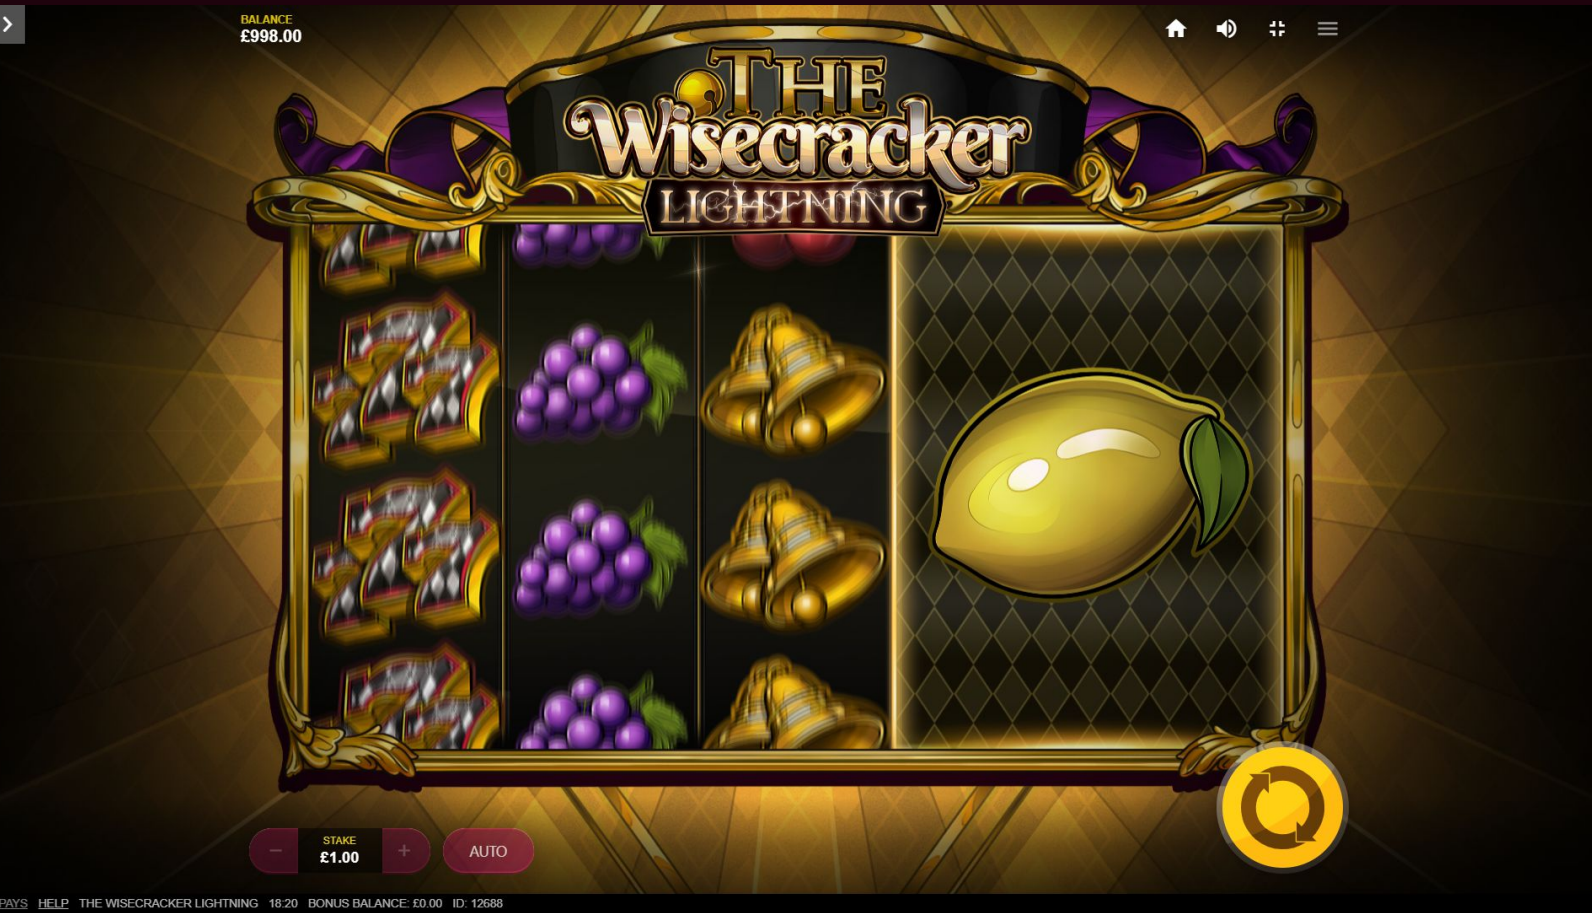 BALANCE
£998.00
THE
Wisecracker
LIGHTNING
STAKE
£1.00
AUTO
PAYS HELP THE WISECRACKER LIGHTNING 18:20 BONUS BALANCE: £0.00 ID: 12688